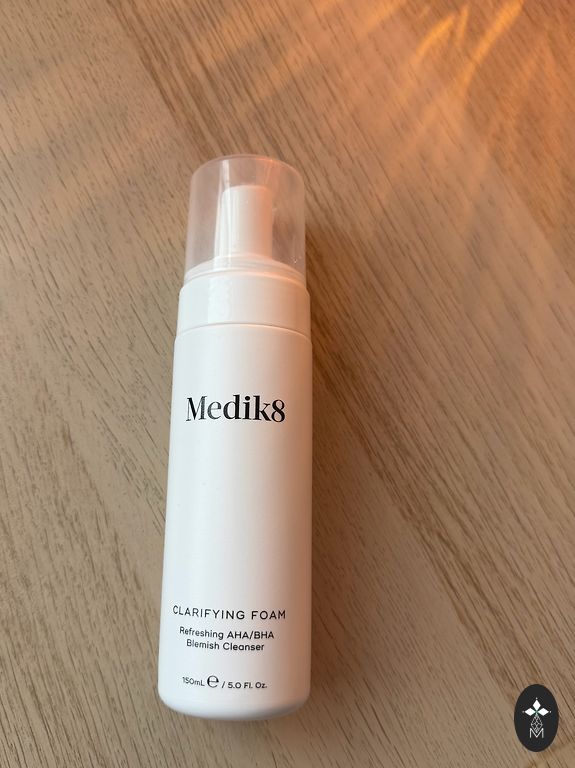 Medik8
CLARIFYING FOAM
Refreshing AHA/BHA
Blemish Cleanser
150mL ℮ / 5.0 Fl. Oz.
M